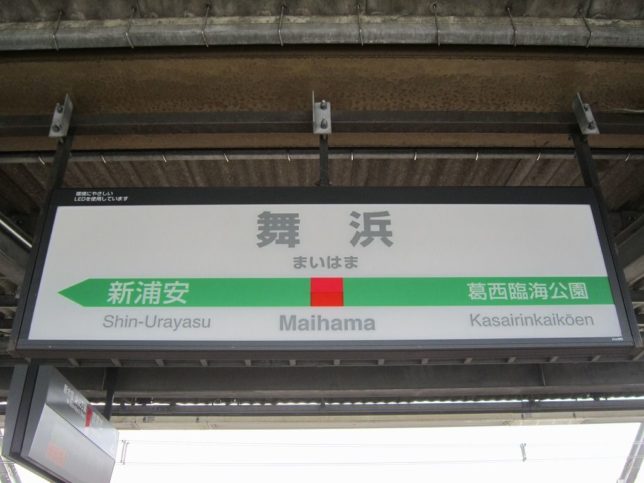 環境にやさしい
LEDを使用しています
舞浜
まいはま
新浦安
葛西臨海公園
Shin-Urayasu
Maihama
Kasairinkaikōen